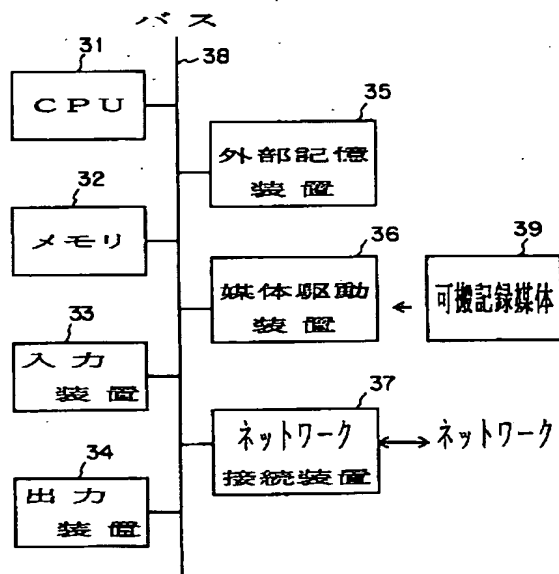 バス
38
31
CPU
32
メモリ
33
入力
装置
34
出力
装置
35
外部記憶
装置
36
媒体駆動
装置
39
可搬記録媒体
37
ネットワーク
接続装置
ネットワーク